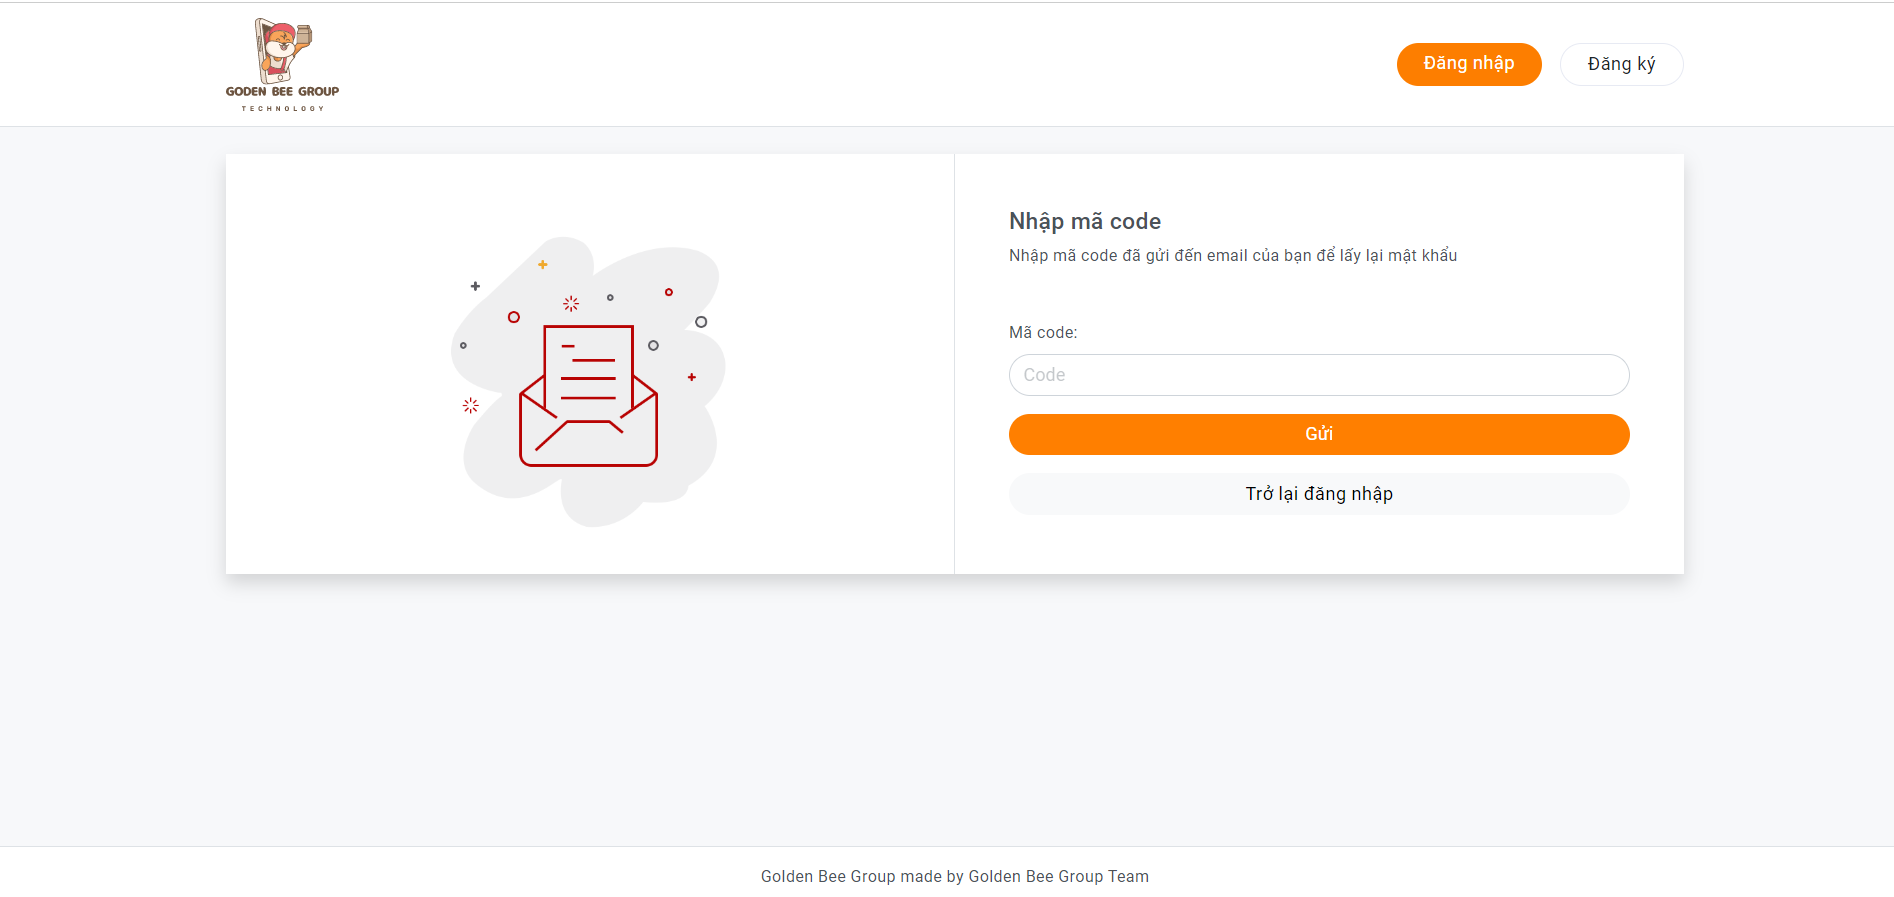 GODEN BEE GROUP
TECHNOLOGY
Đăng nhập
Đăng ký
Nhập mã code
Nhập mã code đã gửi đến email của bạn để lấy lại mật khẩu
Mã code:
Code
Gửi
Trở lại đăng nhập
Golden Bee Group made by Golden Bee Group Team